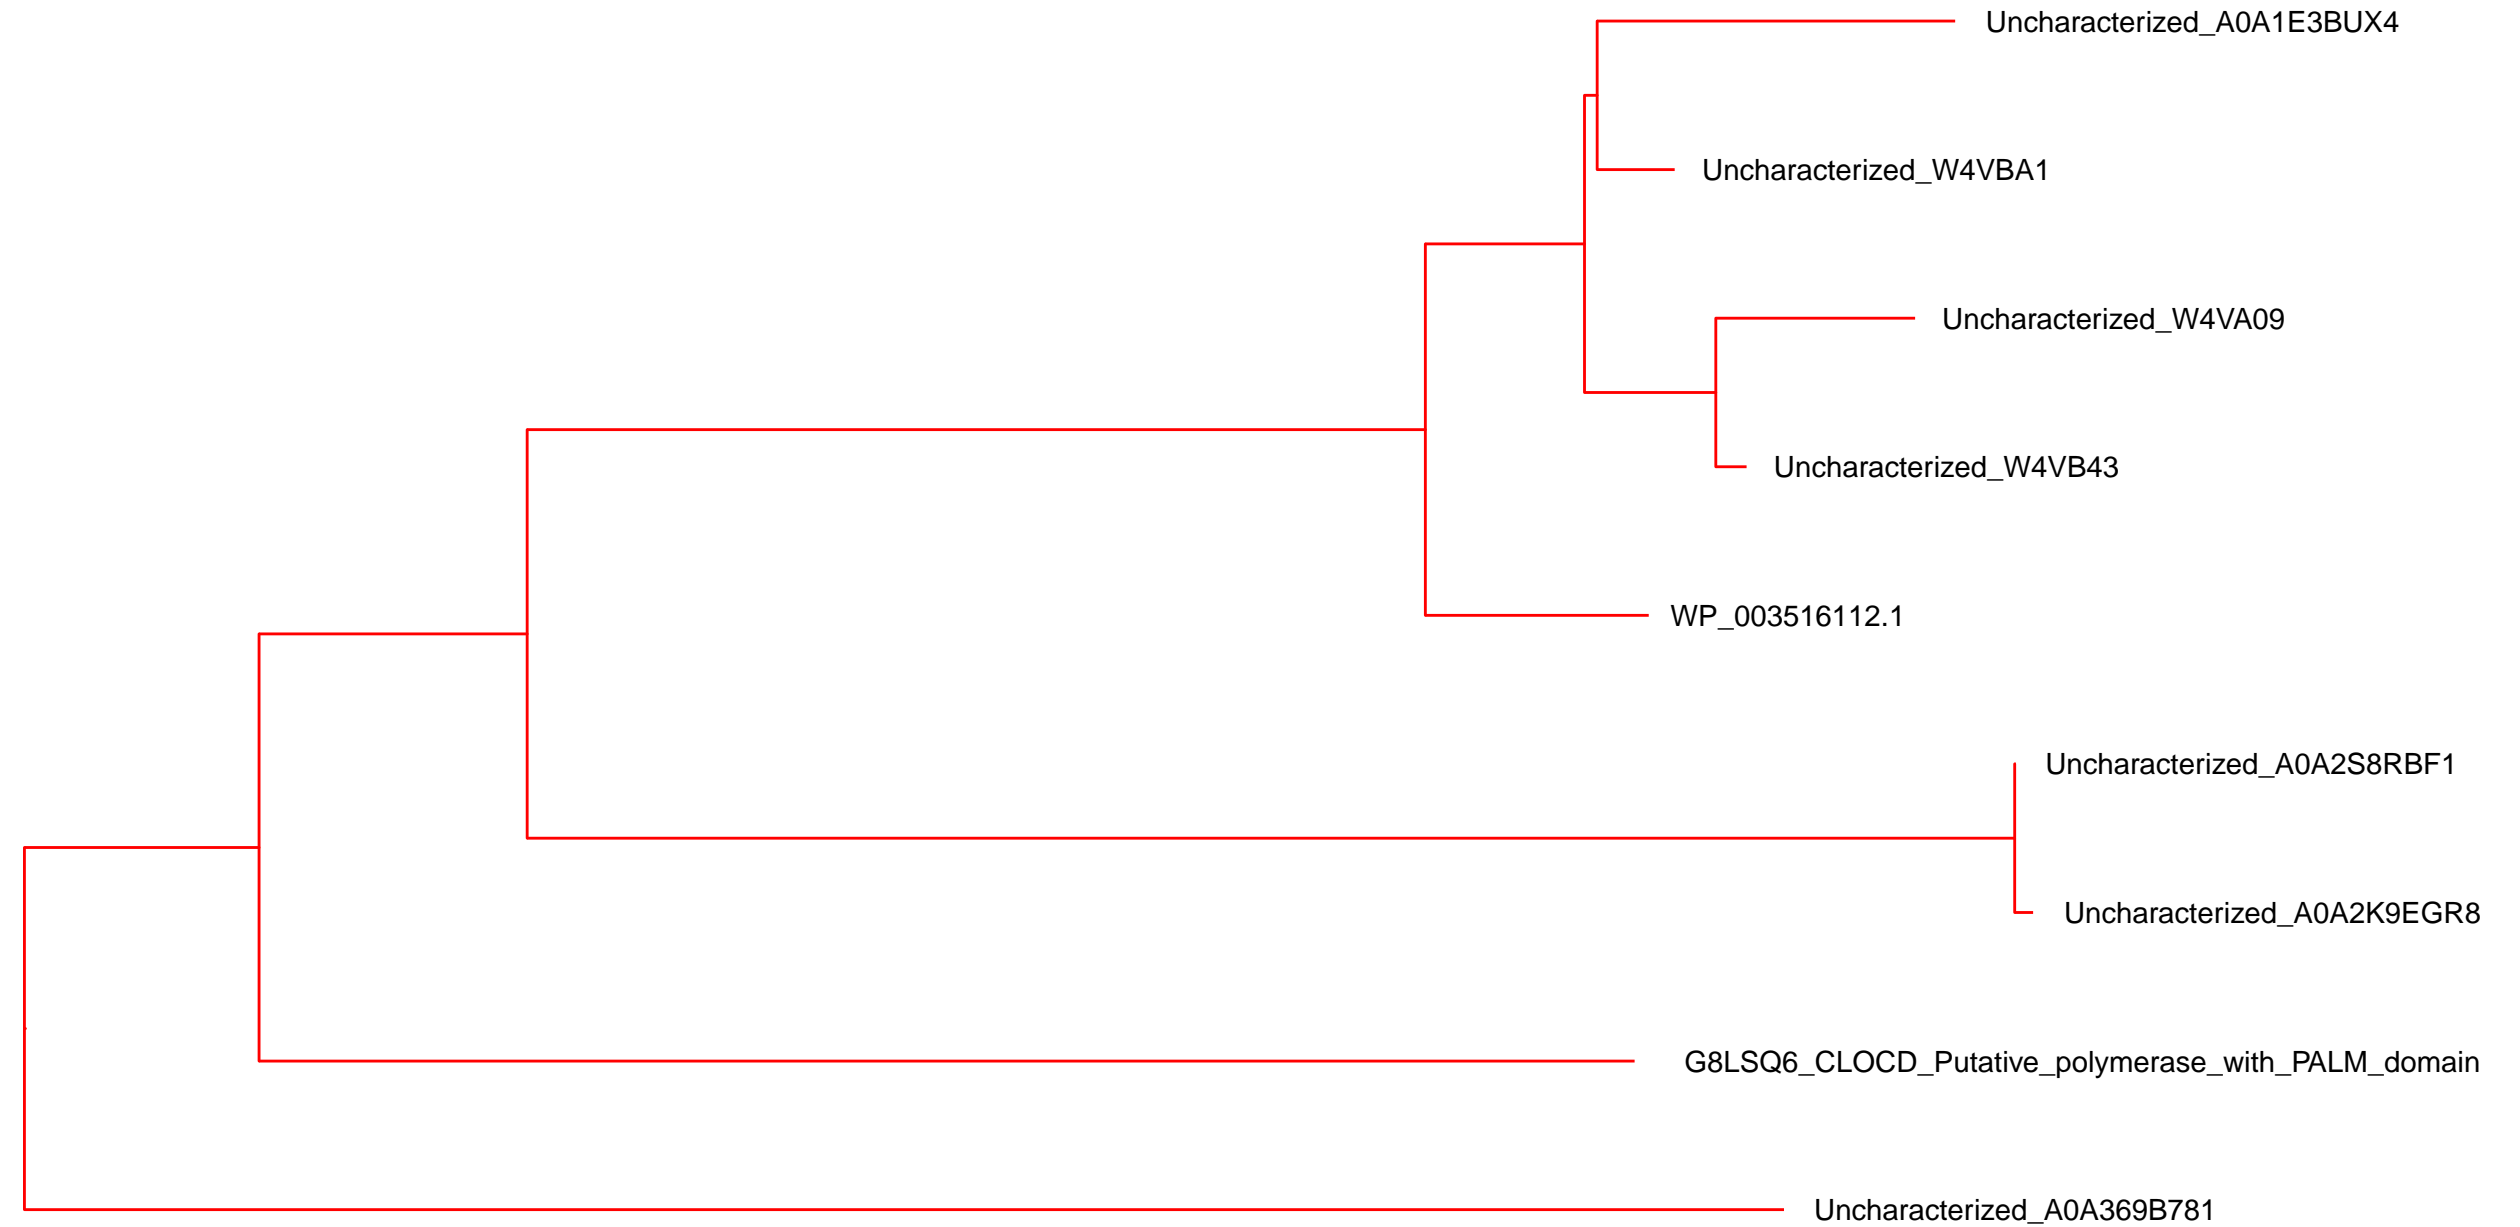 Uncharacterized_A0A1E3BUX4
Uncharacterized_W4VBA1
Uncharacterized_W4VA09
Uncharacterized_W4VB43
WP_003516112.1
Uncharacterized_A0A2S8RBF1
Uncharacterized_A0A2K9EGR8
G8LSQ6_CLOCD_Putative_polymerase_with_PALM_domain
Uncharacterized_A0A369B781